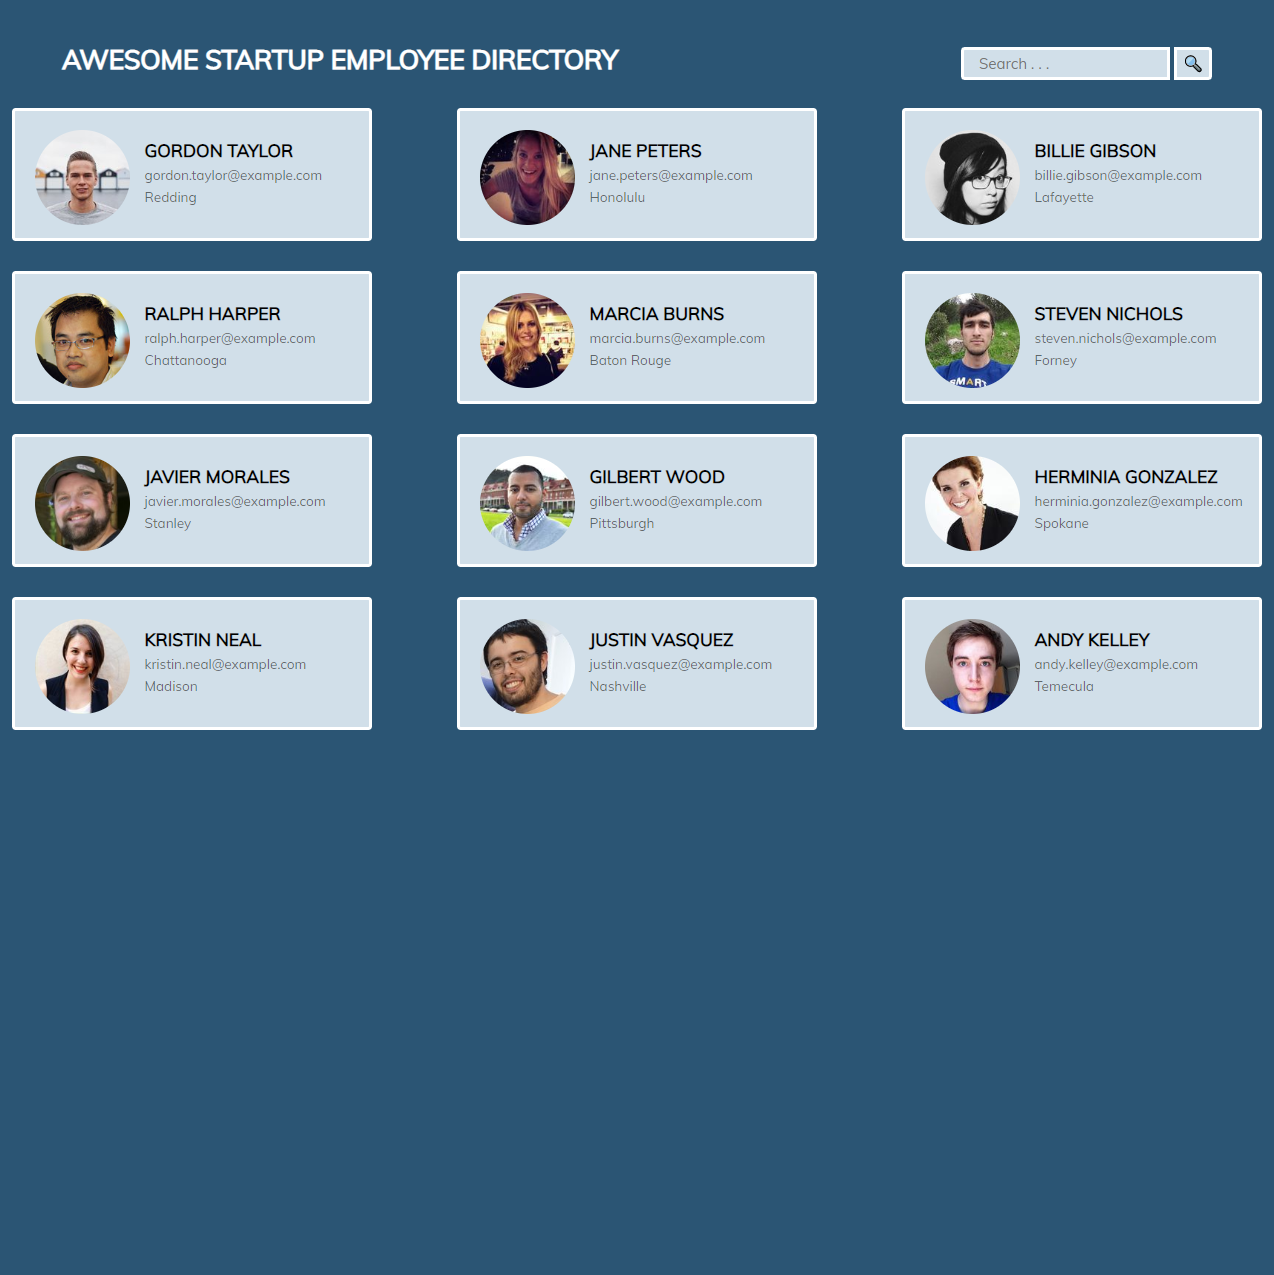 AWESOME STARTUP EMPLOYEE DIRECTORY
Search . . .
GORDON TAYLOR
gordon.taylor@example.com
Redding
JANE PETERS
jane.peters@example.com
Honolulu
BILLIE GIBSON
billie.gibson@example.com
Lafayette
RALPH HARPER
ralph.harper@example.com
Chattanooga
MARCIA BURNS
marcia.burns@example.com
Baton Rouge
STEVEN NICHOLS
steven.nichols@example.com
Forney
SMART
JAVIER MORALES
javier.morales@example.com
Stanley
GILBERT WOOD
gilbert.wood@example.com
Pittsburgh
HERMINIA GONZALEZ
herminia.gonzalez@example.com
Spokane
KRISTIN NEAL
kristin.neal@example.com
Madison
JUSTIN VASQUEZ
justin.vasquez@example.com
Nashville
ANDY KELLEY
andy.kelley@example.com
Temecula